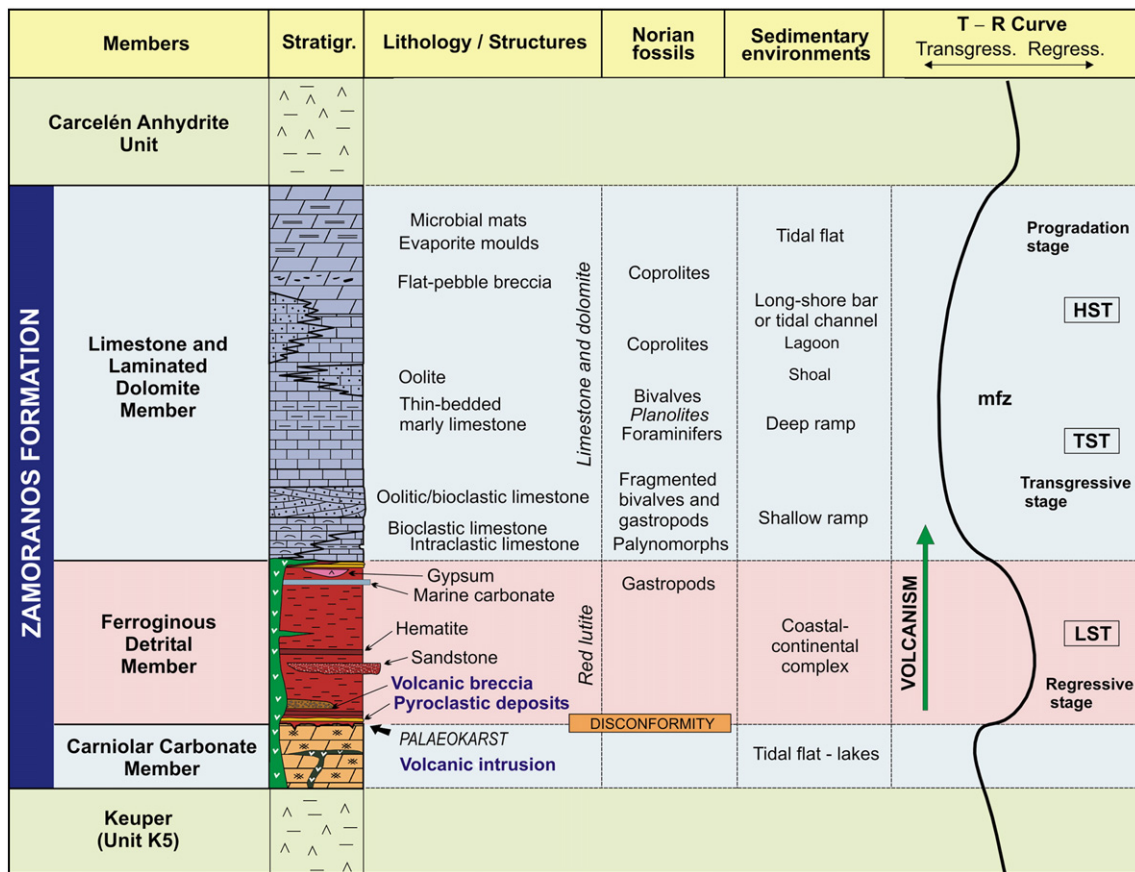 Members
Stratigr.
Lithology / Structures
Norian
fossils
Sedimentary
environments
T – R Curve
Transgress. Regress.
Carcelén Anhydrite
Unit
ZAMORANOS FORMATION
Limestone and
Laminated
Dolomite
Member
Microbial mats
Evaporite moulds
Flat-pebble breccia
Oolite
Thin-bedded
marly limestone
Oolitic/bioclastic limestone
Bioclastic limestone
Intraclastic limestone
Limestone and dolomite
Coprolites
Coprolites
Bivalves
Planolites
Foraminifers
Fragmented
bivalves and
gastropods
Palynomorphs
Tidal flat
Long-shore bar
or tidal channel
Lagoon
Shoal
Deep ramp
Shallow ramp
Progradation
stage
HST
mfz
TST
Transgressive
stage
Ferroginous
Detrital
Member
Gypsum
Marine carbonate
Hematite
Sandstone
Volcanic breccia
Pyroclastic deposits
Red lutite
Gastropods
Coastal-
continental
complex
VOLCANISM
LST
Regressive
stage
DISCONFORMITY
Carniolar Carbonate
Member
PALAEOKARST
Volcanic intrusion
Tidal flat - lakes
Keuper
(Unit K5)